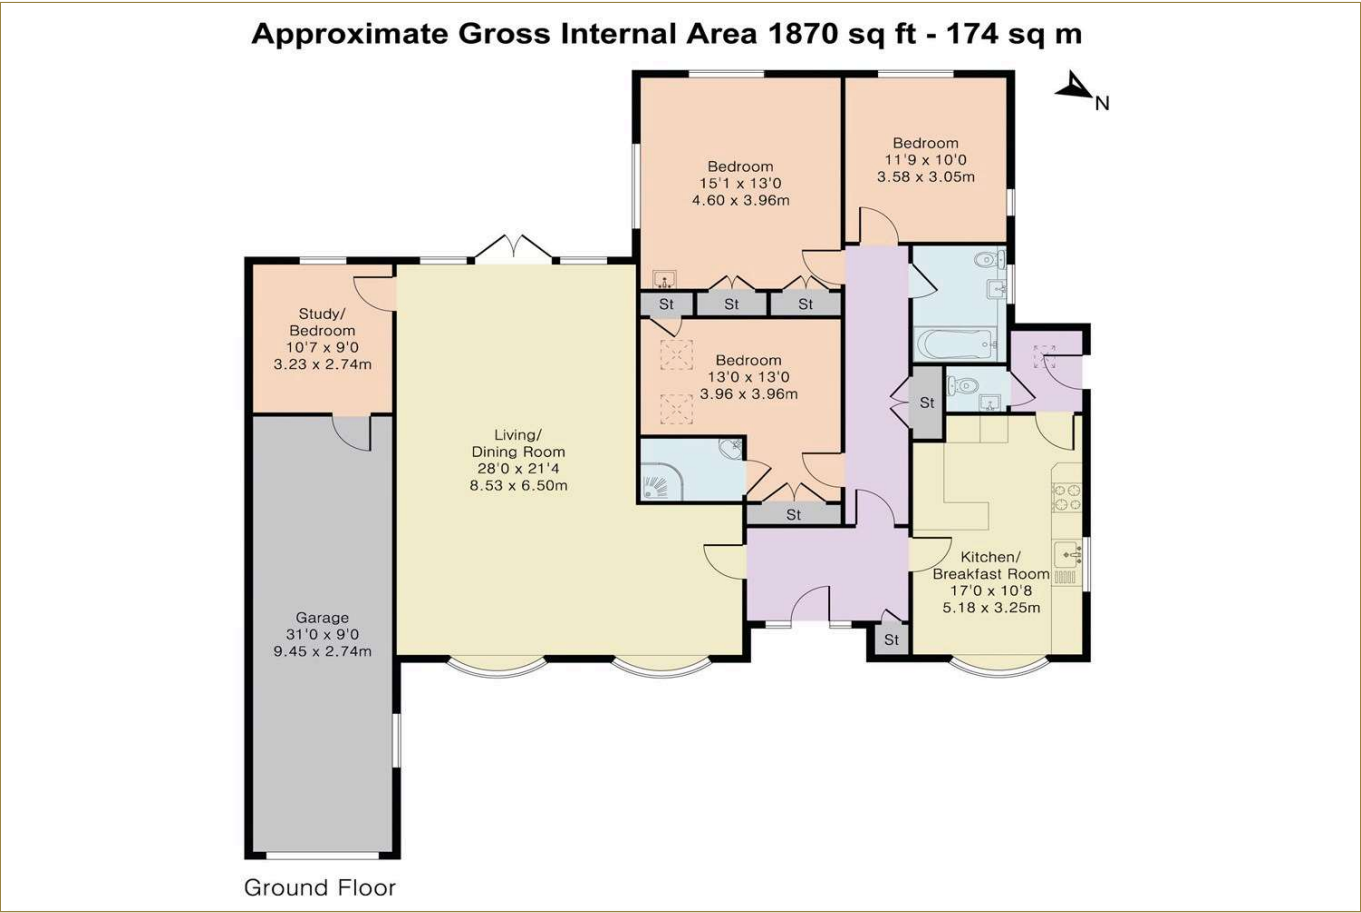 Approximate Gross Internal Area 1870 sq ft - 174 sq m
N
Bedroom
15'1 x 13'0
4.60 x 3.96m
Bedroom
11'9 x 10'0
3.58 x 3.05m
Study/
Bedroom
10'7 x 9'0
3.23 x 2.74m
St
St
St
Bedroom
13'0 x 13'0
3.96 x 3.96m
St
Living/
Dining Room
28'0 x 21'4
8.53 x 6.50m
St
Kitchen/
Breakfast Room
17'0 x 10'8
5.18 x 3.25m
Garage
31'0 x 9'0
9.45 x 2.74m
St
Ground Floor